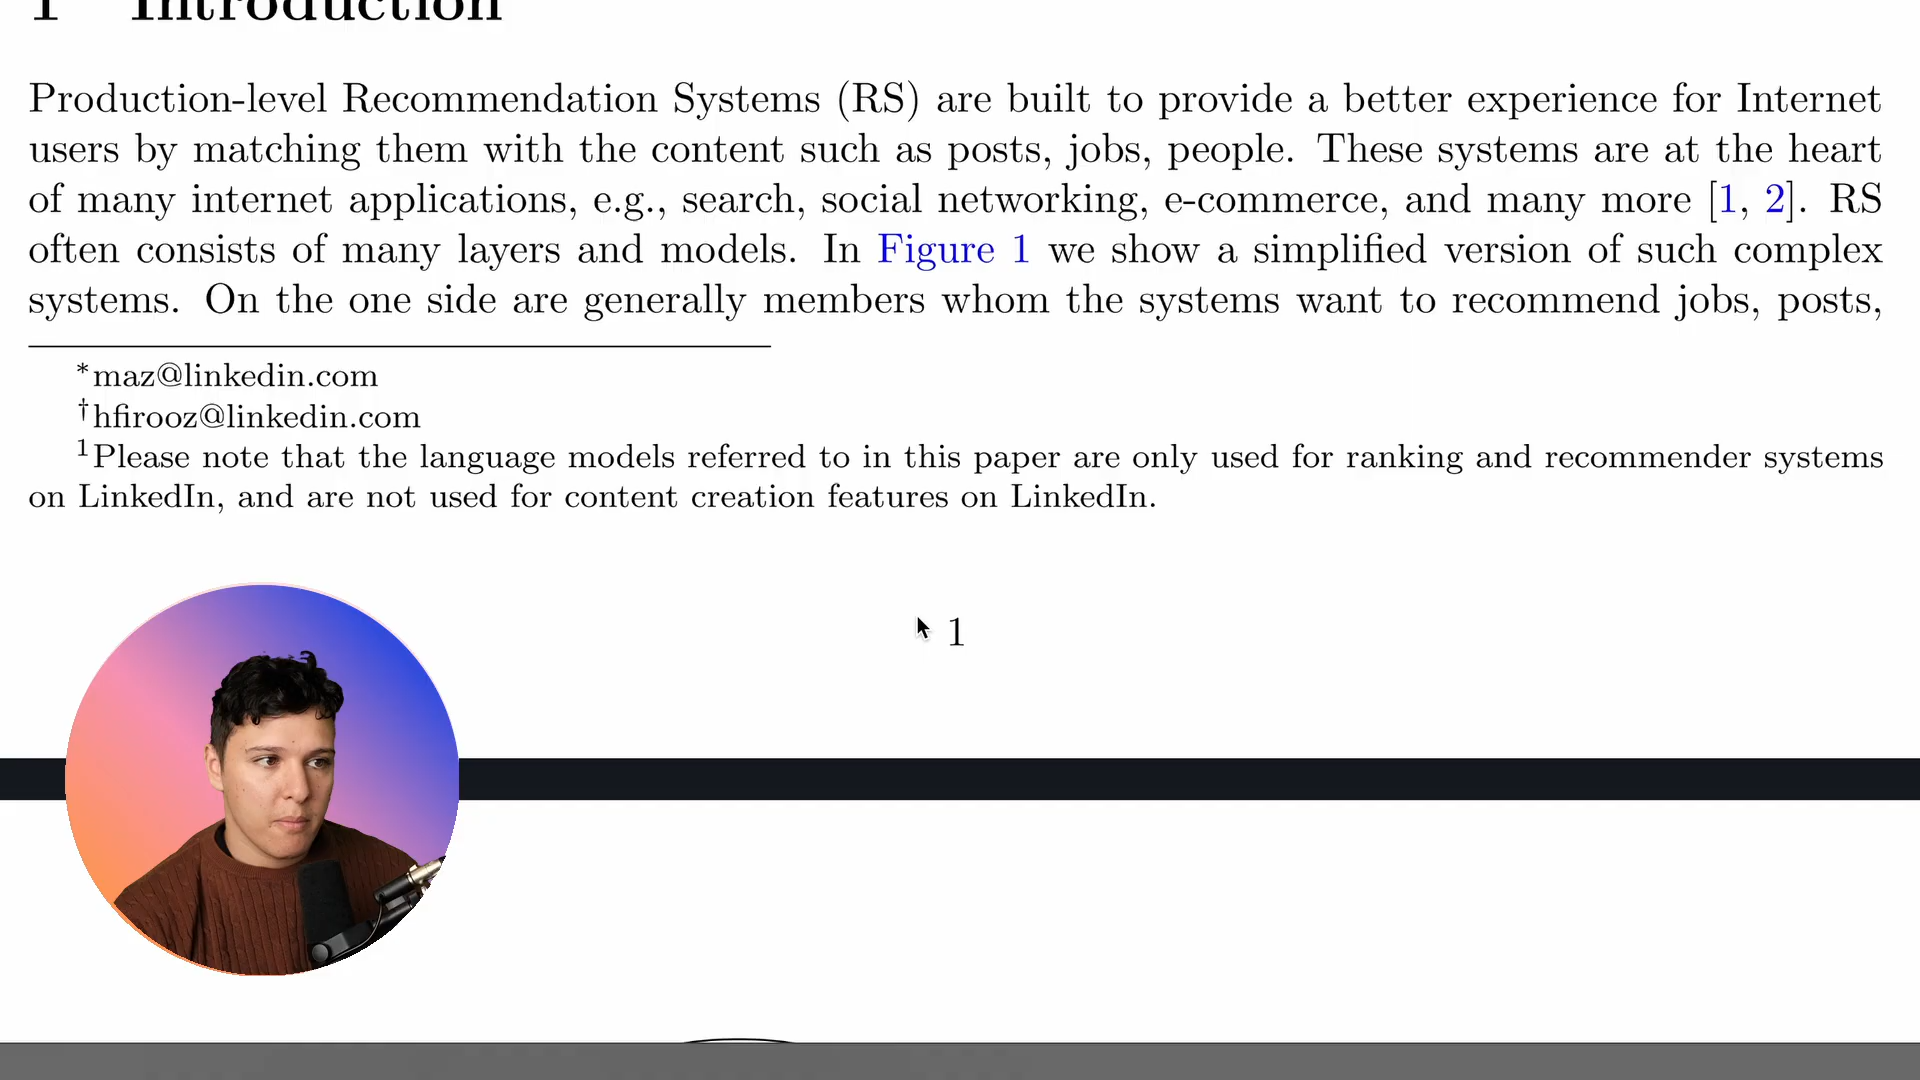 1 Introduction
Production-level Recommendation Systems (RS) are built to provide a better experience for Internet
users by matching them with the content such as posts, jobs, people. These systems are at the heart
of many internet applications, e.g., search, social networking, e-commerce, and many more [1, 2]. RS
often consists of many layers and models. In Figure 1 we show a simplified version of such complex
systems. On the one side are generally members whom the systems want to recommend jobs, posts,
*maz@linkedin.com
†hfirooz@linkedin.com
¹Please note that the language models referred to in this paper are only used for ranking and recommender systems
on LinkedIn, and are not used for content creation features on LinkedIn.
1